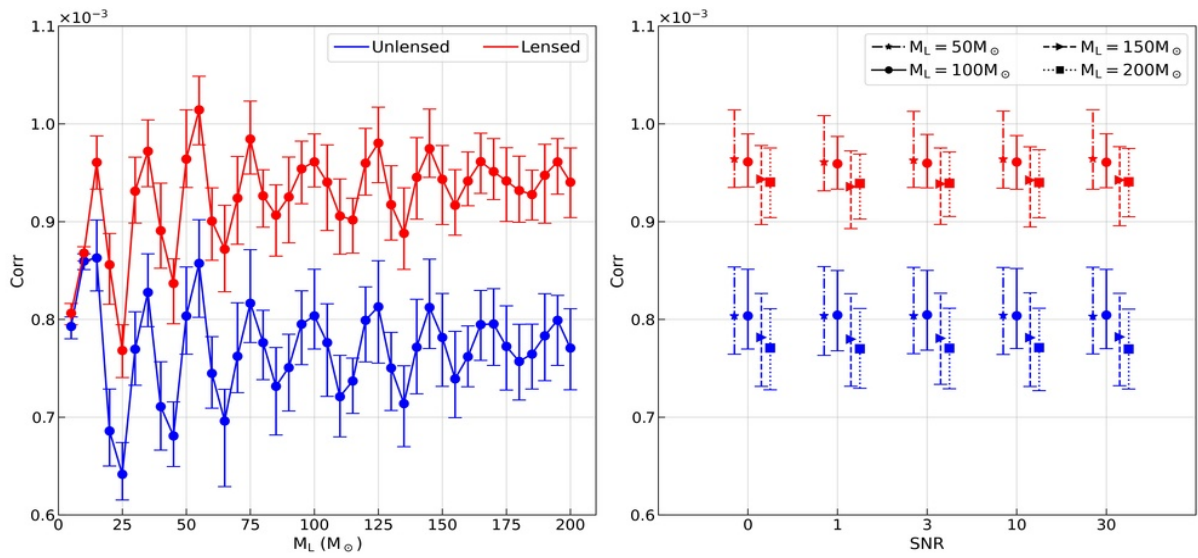 ×10⁻³
1.1
1.0
0.9
0.8
0.7
0.6
Corr
Unlensed
Lensed
0 25 50 75 100 125 150 175 200
M_L (M_⊙)
×10⁻³
1.1
1.0
0.9
0.8
0.7
0.6
Corr
M_L = 50M_⊙ M_L = 150M_⊙
M_L = 100M_⊙ M_L = 200M_⊙
0 1 3 10 30
SNR